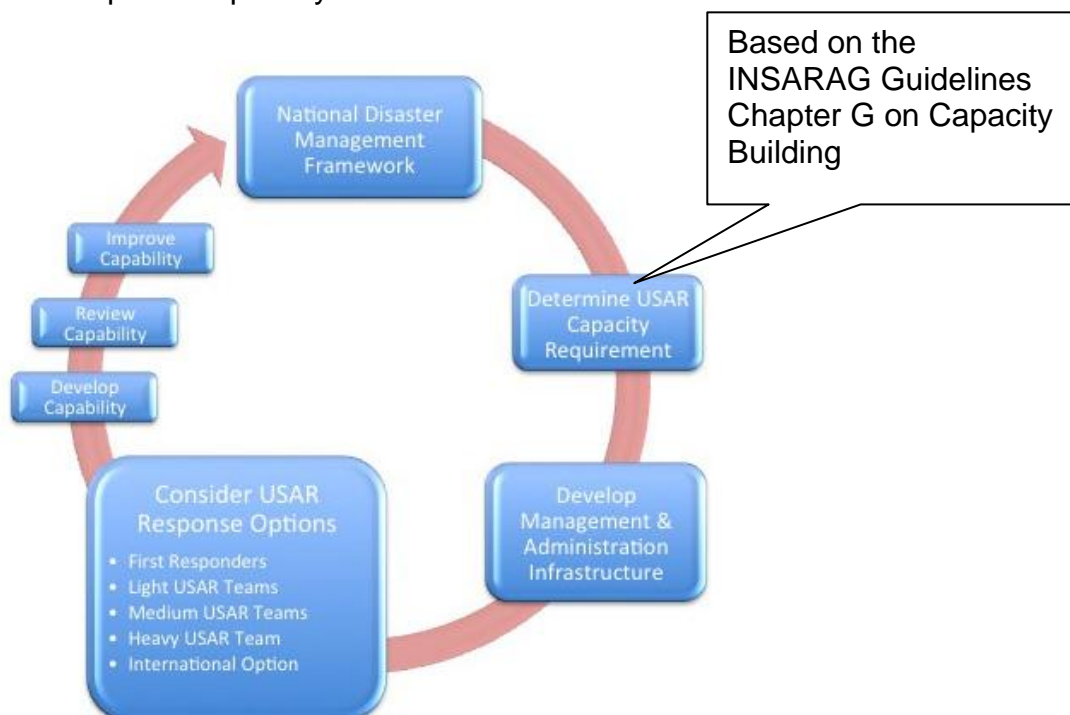 Based on the
INSARAG Guidelines
Chapter G on Capacity
Building
National Disaster
Management
Framework
Determine USAR
Capacity
Requirement
Develop
Management &
Administration
Infrastructure
Consider USAR
Response Options
• First Responders
• Light USAR Teams
• Medium USAR Teams
• Heavy USAR Team
• International Option
Develop
Capability
Review
Capability
Improve
Capability